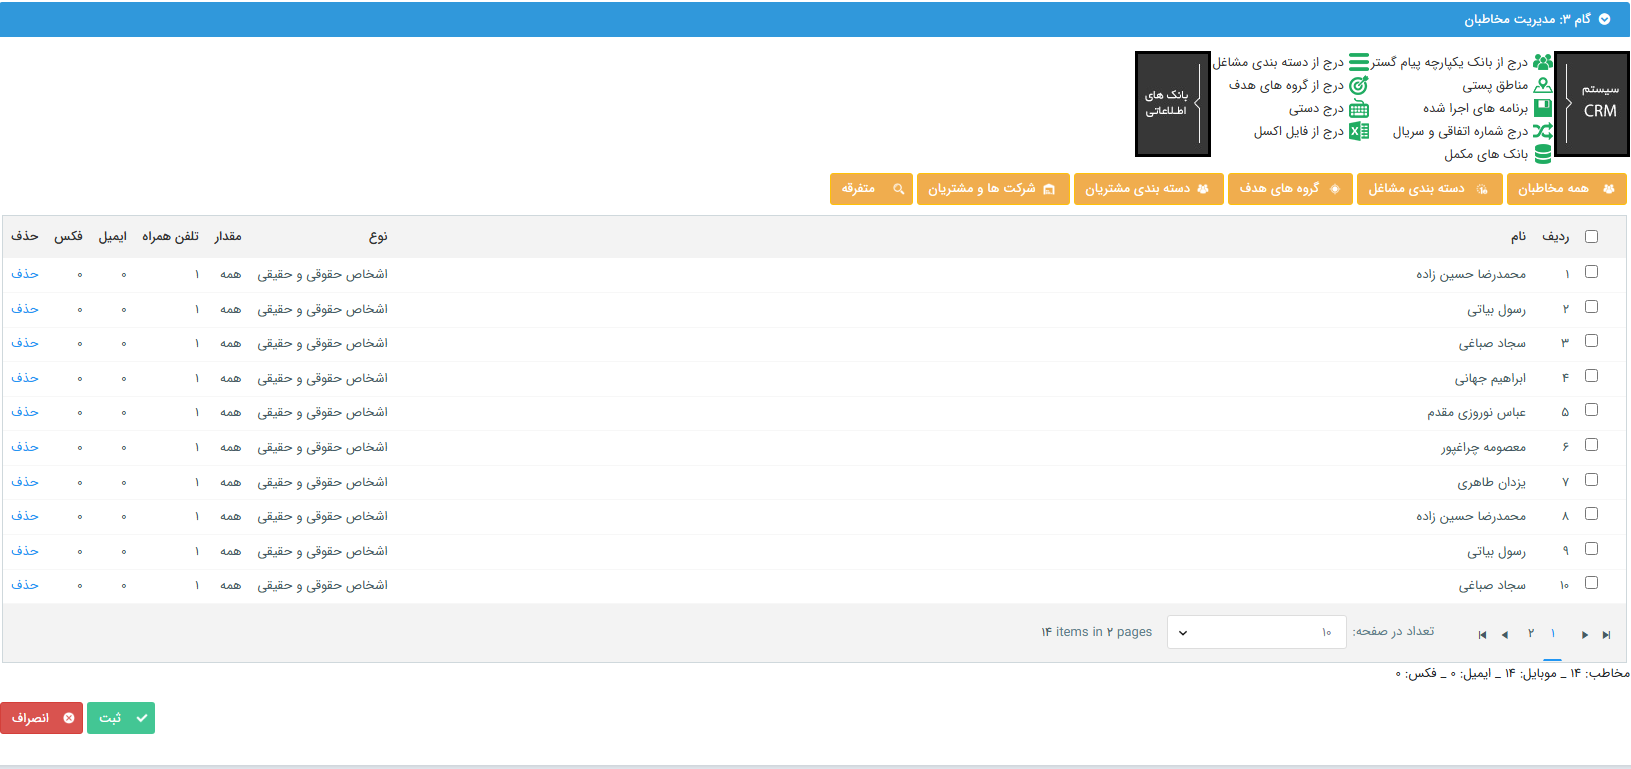 گام ۳: مدیریت مخاطبان
سیستم CRM
درج از بانک یکپارچه پیام گستر
مناطق پستی
برنامه های اجرا شده
درج شماره اتفاقی و سریال
بانک های مکمل
درج از دسته بندی مشاغل
درج از گروه های هدف
درج دستی
درج از فایل اکسل
بانک های اطلاعاتی
همه مخاطبان دسته بندی مشاغل گروه های هدف دسته بندی مشتریان شرکت ها و مشتریان متفرقه
ردیف نام نوع مقدار تلفن همراه ایمیل فکس حذف
۱ محمدرضا حسین زاده اشخاص حقوقی و حقیقی همه ۱ ۰ ۰ حذف
۲ رسول بیاتی اشخاص حقوقی و حقیقی همه ۱ ۰ ۰ حذف
۳ سجاد صباغی اشخاص حقوقی و حقیقی همه ۱ ۰ ۰ حذف
۴ ابراهیم جهانی اشخاص حقوقی و حقیقی همه ۱ ۰ ۰ حذف
۵ عباس نوروزی مقدم اشخاص حقوقی و حقیقی همه ۱ ۰ ۰ حذف
۶ معصومه چراغپور اشخاص حقوقی و حقیقی همه ۱ ۰ ۰ حذف
۷ یزدان طاهری اشخاص حقوقی و حقیقی همه ۱ ۰ ۰ حذف
۸ محمدرضا حسین زاده اشخاص حقوقی و حقیقی همه ۱ ۰ ۰ حذف
۹ رسول بیاتی اشخاص حقوقی و حقیقی همه ۱ ۰ ۰ حذف
۱۰ سجاد صباغی اشخاص حقوقی و حقیقی همه ۱ ۰ ۰ حذف
۱ ۲ تعداد در صفحه: ۱۰ ۱۴ items in ۲ pages
مخاطب: ۱۴ _ موبایل: ۱۴ _ ایمیل: ۰ _ فکس: ۰
ثبت انصراف